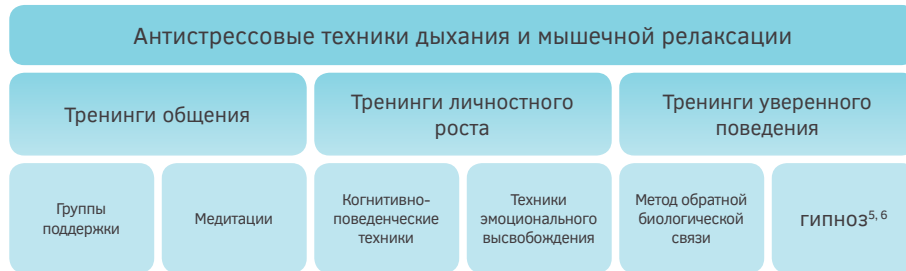 Антистрессовые техники дыхания и мышечной релаксации
Тренинги общения
Тренинги личностного
роста
Тренинги уверенного
поведения
Группы
поддержки
Медитации
Когнитивно-
поведенческие
техники
Техники
эмоционального
высвобождения
Метод обратной
биологической
связи
гипноз⁵, ⁶